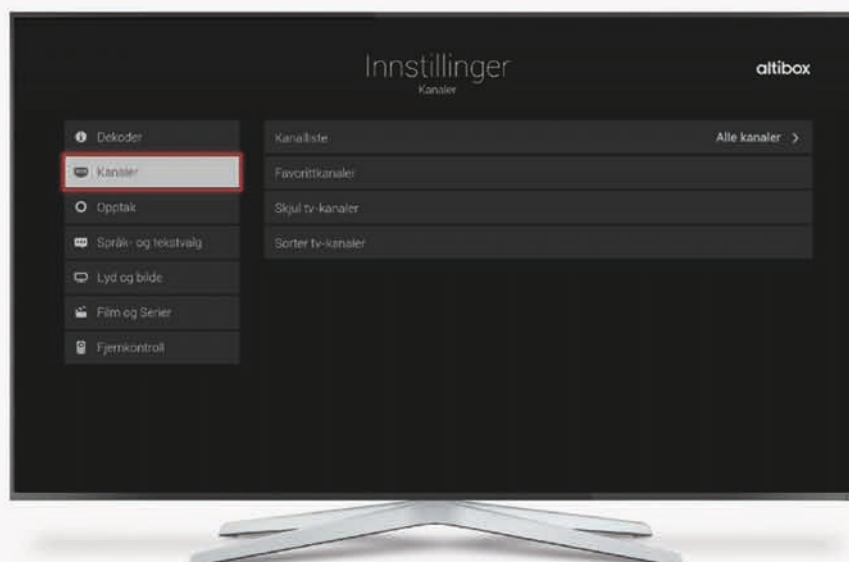 Innstillinger
Kanaler
altibox
Dekoder
Kanaler
Opptak
Språk- og tekstvalg
Lyd og bilde
Film og Serier
Fjernkontroll
Kanalliste
Alle kanaler >
Favorittkanaler
Skjul tv-kanaler
Sorter tv-kanaler